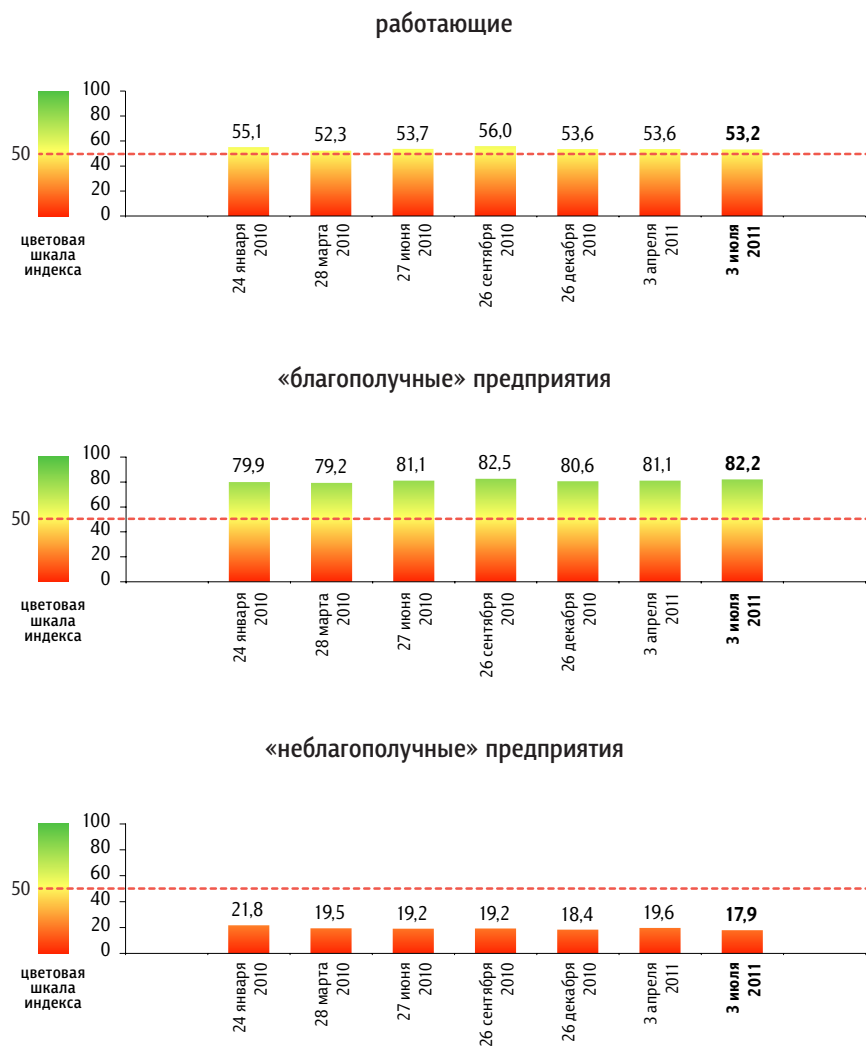 работающие
100
80
60
50
40
20
0
55,1 52,3 53,7 56,0 53,6 53,6 53,2
цветовая
шкала
индекса
24 января
2010
28 марта
2010
27 июня
2010
26 сентября
2010
26 декабря
2010
3 апреля
2011
3 июля
2011
«благополучные» предприятия
100
80
60
50
40
20
0
79,9 79,2 81,1 82,5 80,6 81,1 82,2
цветовая
шкала
индекса
24 января
2010
28 марта
2010
27 июня
2010
26 сентября
2010
26 декабря
2010
3 апреля
2011
3 июля
2011
«неблагополучные» предприятия
100
80
60
50
40
20
0
21,8 19,5 19,2 19,2 18,4 19,6 17,9
цветовая
шкала
индекса
24 января
2010
28 марта
2010
27 июня
2010
26 сентября
2010
26 декабря
2010
3 апреля
2011
3 июля
2011